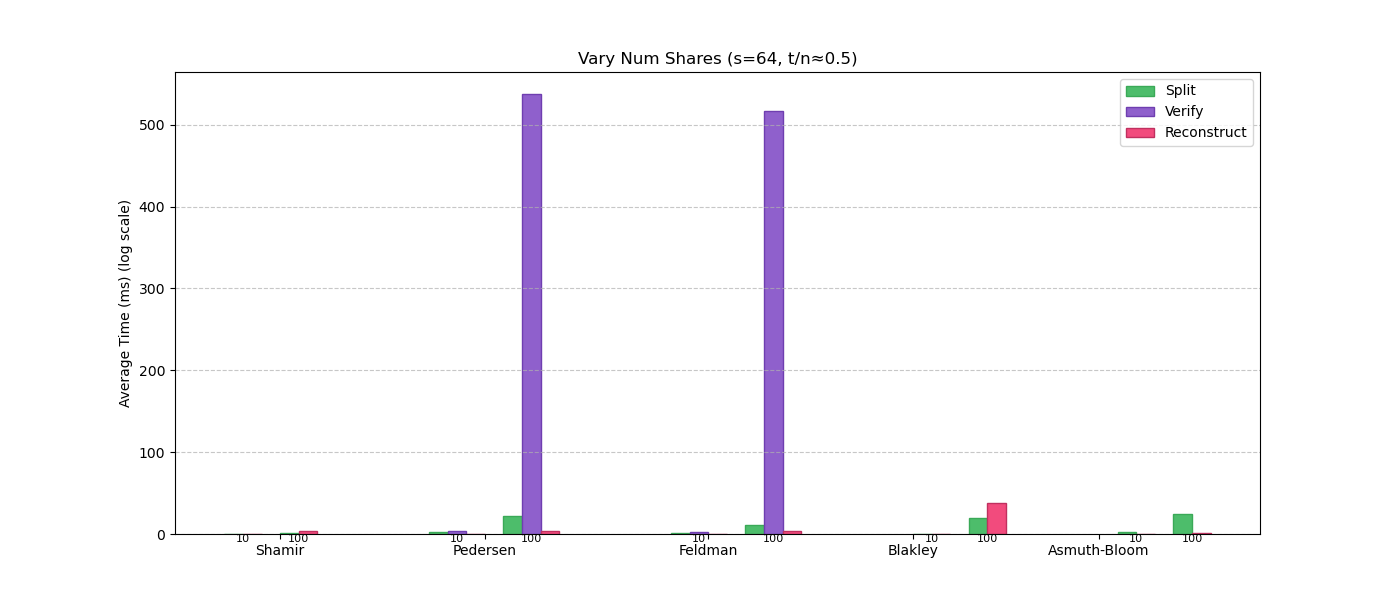 Vary Num Shares (s=64, t/n≈0.5)
Split
Verify
Reconstruct
Average Time (ms) (log scale)
500
400
300
200
100
0
10 100 10 100 10 100 10 100 10 100
Shamir Pedersen Feldman Blakley Asmuth-Bloom